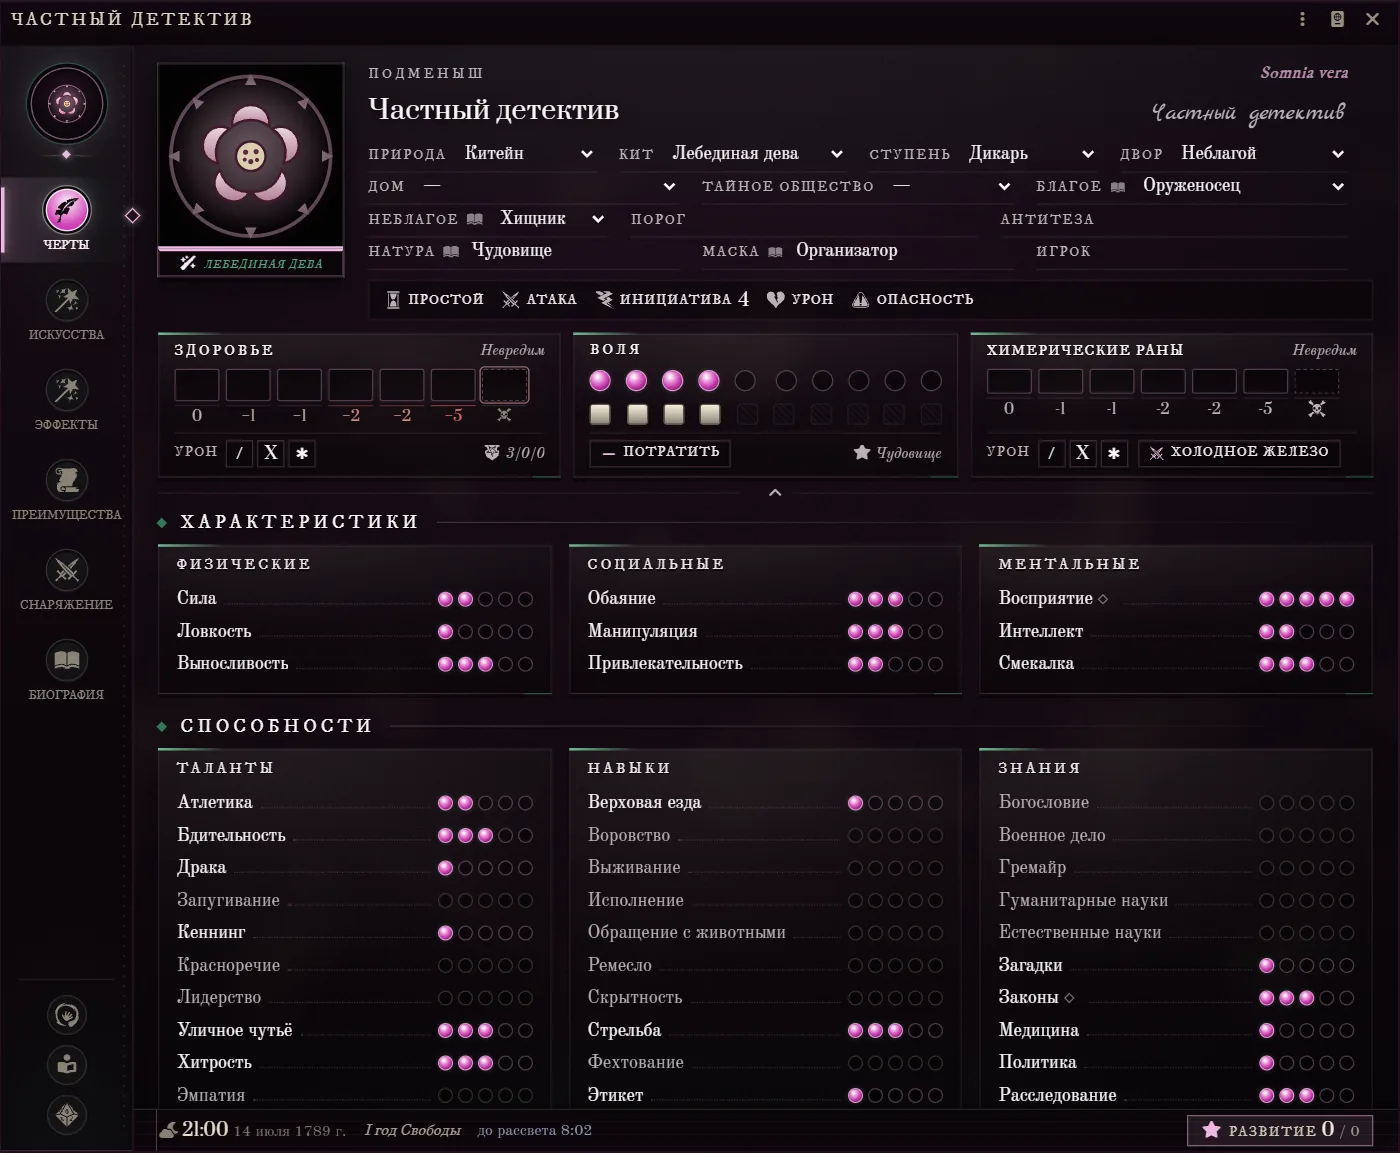 ЧАСТНЫЙ ДЕТЕКТИВ
ЧЕРТЫ
ИСКУССТВА
ЭФФЕКТЫ
ПРЕИМУЩЕСТВА
СНАРЯЖЕНИЕ
БИОГРАФИЯ
ЛЕБЕДИНАЯ ДЕВА
ПОДМЕНЫШ
Somnia vera
Частный детектив
Частный детектив
ПРИРОДА Китейн КИТ Лебединая дева СТУПЕНЬ Дикарь ДВОР Неблагой
ДОМ — ТАЙНОЕ ОБЩЕСТВО — БЛАГОЕ Оруженосец
НЕБЛАГОЕ Хищник ПОРОГ АНТИТЕЗА
НАТУРА Чудовище МАСКА Организатор ИГРОК
ПРОСТОЙ АТАКА ИНИЦИАТИВА 4 УРОН ОПАСНОСТЬ
ЗДОРОВЬЕ Невредим
0 -1 -1 -2 -2 -5
УРОН / X ✱ 3/0/0
ВОЛЯ
— ПОТРАТИТЬ Чудовище
ХИМЕРИЧЕСКИЕ РАНЫ Невредим
0 -1 -1 -2 -2 -5
УРОН / X ✱ ХОЛОДНОЕ ЖЕЛЕЗО
ХАРАКТЕРИСТИКИ
ФИЗИЧЕСКИЕ
Сила
Ловкость
Выносливость
СОЦИАЛЬНЫЕ
Обаяние
Манипуляция
Привлекательность
МЕНТАЛЬНЫЕ
Восприятие
Интеллект
Смекалка
СПОСОБНОСТИ
ТАЛАНТЫ
Атлетика
Бдительность
Драка
Запугивание
Кеннинг
Красноречие
Лидерство
Уличное чутьё
Хитрость
Эмпатия
НАВЫКИ
Верховая езда
Воровство
Выживание
Исполнение
Обращение с животными
Ремесло
Скрытность
Стрельба
Фехтование
Этикет
ЗНАНИЯ
Богословие
Военное дело
Гремайр
Гуманитарные науки
Естественные науки
Загадки
Законы
Медицина
Политика
Расследование
21:00 14 июля 1789 г. I год Свободы до рассвета 8:02
РАЗВИТИЕ 0 / 0